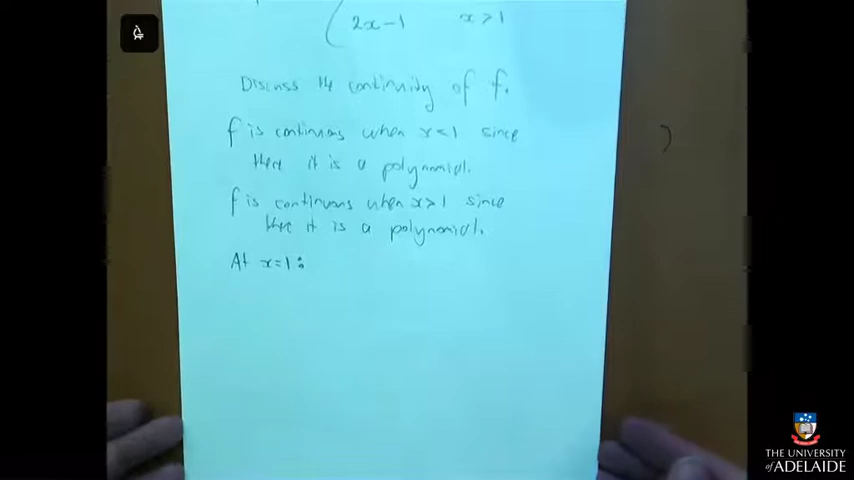 2x-1 x>1
Discuss the continuity of f.
f is continuous when x<1 since
there it is a polynomial.
f is continuous when x>1 since
there it is a polynomial.
At x=1:
THE UNIVERSITY
of ADELAIDE